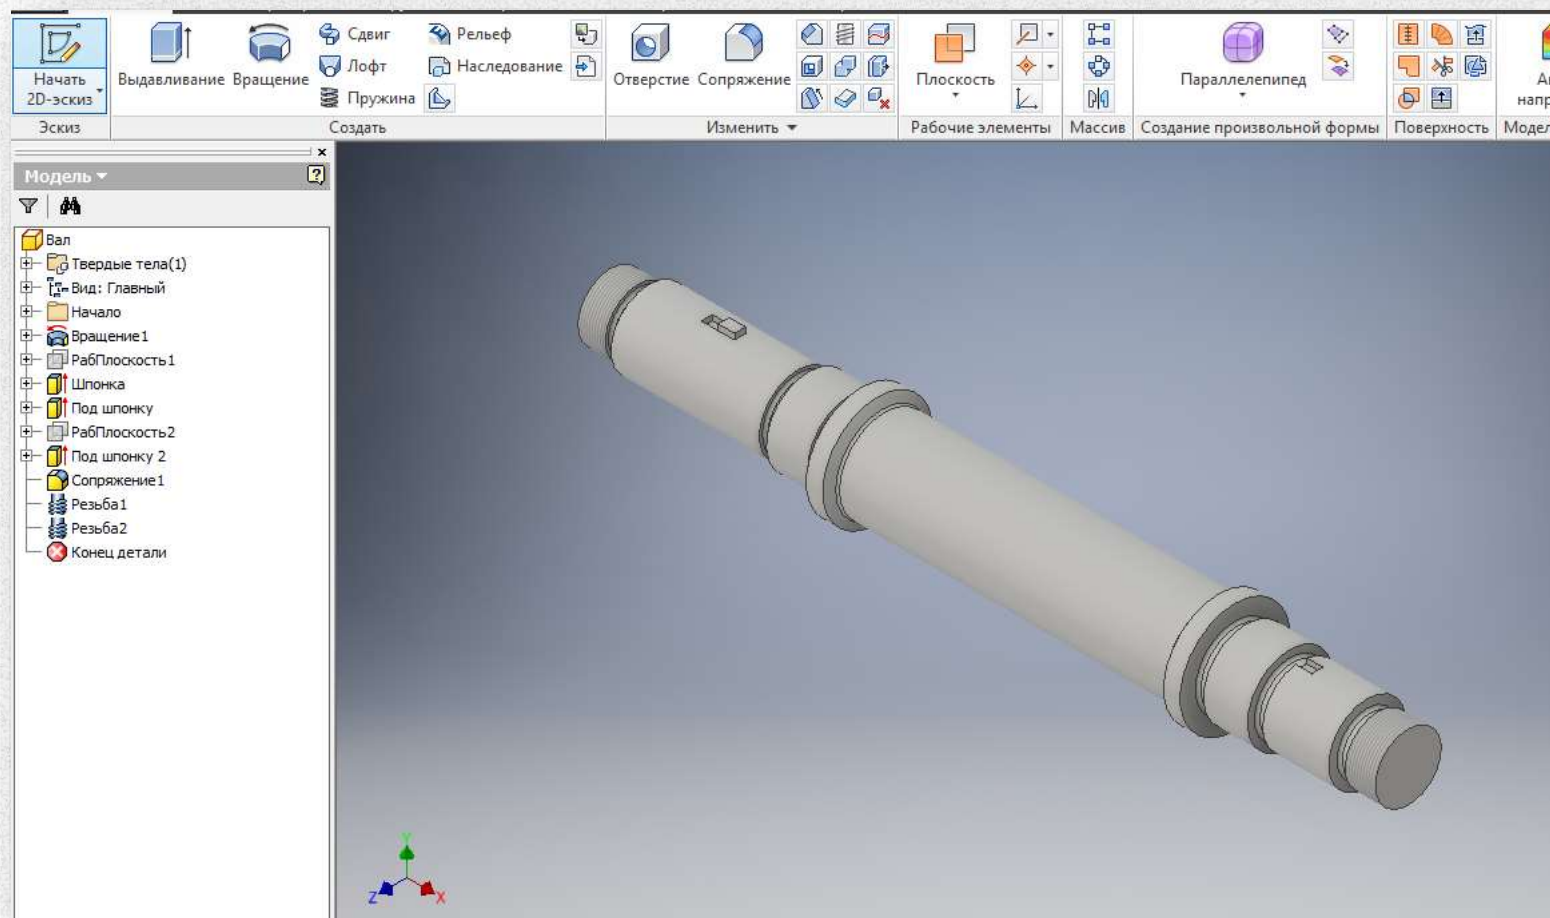 Начать
2D-эскиз
Выдавливание
Вращение
Сдвиг
Лофт
Пружина
Рельеф
Наследование
Отверстие
Сопряжение
Плоскость
Параллелепипед
Эскиз
Создать
Изменить
Рабочие элементы
Массив
Создание произвольной формы
Поверхность
Модель
Вал
Твердые тела(1)
Вид: Главный
Начало
Вращение1
РабПлоскость1
Шпонка
Под шпонку
РабПлоскость2
Под шпонку 2
Сопряжение1
Резьба1
Резьба2
Конец детали
Y
Z
X